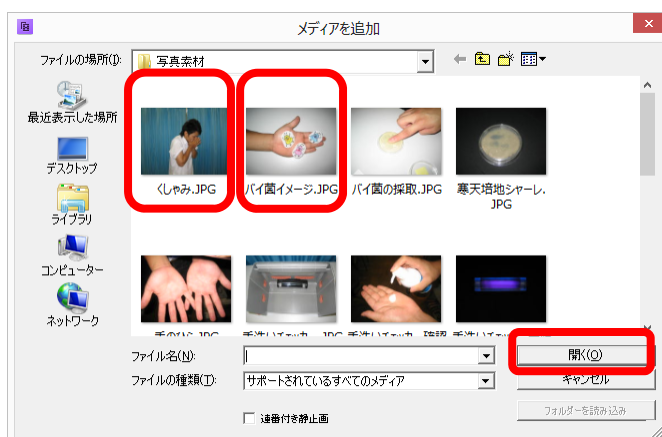 メディアを追加
ファイルの場所(I):
写真素材
最近表示した場所
デスクトップ
ライブラリ
コンピューター
ネットワーク
くしゃみ.JPG
バイ菌イメージ.JPG
バイ菌の採取.JPG
寒天培地シャーレ.
JPG
ファイル名(N):
開く(O)
ファイルの種類(T):
サポートされているすべてのメディア
キャンセル
連番付き静止画
フォルダーを読み込み